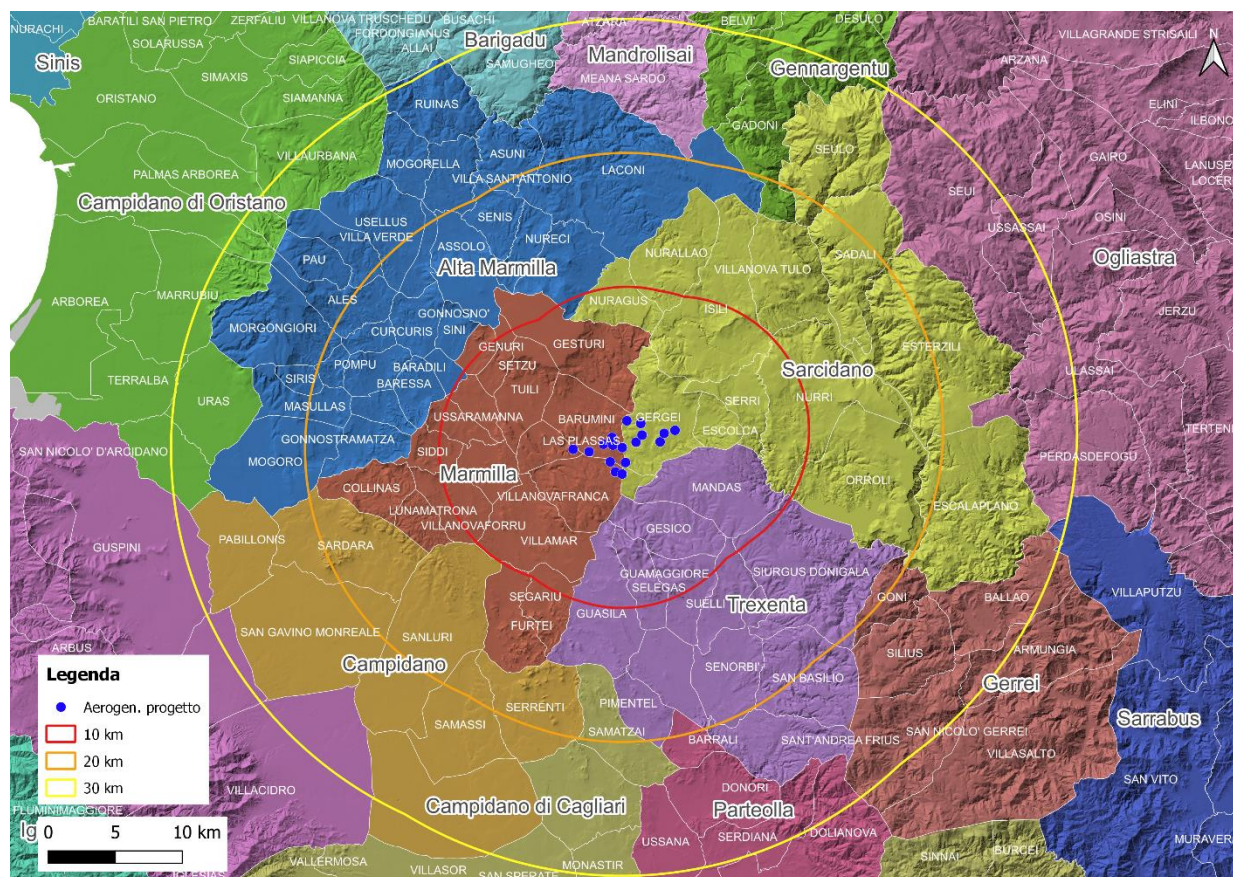 NURACHI
BARATILI SAN PIETRO
ZERFALIU
VILLANOVA TRUSCHEDU
BUSACHI
ATZARA
BELVI'
DESULO
SOLARUSSA
FORDONGIANUS
ALLAI
Barigadu
Mandrolisai
VILLAGRANDE STRISAILI
N
Sinis
SIAPICCIA
SAMUGHEO
ARZANA
SIMAXIS
MEANA SARDO
Gennargentu
ORISTANO
SIAMANNA
RUINAS
ELINI
ILBONO
GADONI
VILLAURBANA
MOGORELLA
ASUNI
SEULO
GAIRO
PALMAS ARBOREA
VILLA SANT'ANTONIO
LACONI
SEUI
LANUSEI
LOCERI
Campidano di Oristano
USELLUS
SENIS
OSINI
VILLA VERDE
NURECI
USSASSAI
ASSOLO
NURALLAO
SADALI
PAU
Alta Marmilla
VILLANOVA TULO
Ogliastra
ARBOREA
MARRUBIU
ALES
NURAGUS
ISILI
JERZU
GONNOSNO'
SINI
MORGONGIORI
CURCURIS
GENURI
GESTURI
ESTERZILI
POMPU
BARADILI
SETZU
Sarcidano
ULASSAI
TERRALBA
SIRIS
BARESSA
TUILI
URAS
MASULLAS
SERRI
NURRI
USSARAMANNA
BARUMINI
GERGEI
TERTENI
GONNOSTRAMATZA
LAS PLASSAS
ESCOLCA
SAN NICOLO' D'ARCIDANO
SIDDI
PERDASDEFOGU
MOGORO
Marmilla
COLLINAS
VILLANOVAFRANCA
MANDAS
ORROLI
LUNAMATRONA
ESCALAPLANO
VILLANOVAFORRU
GESICO
PABILLONIS
VILLAMAR
GUSPINI
SARDARA
GUAMAGGIORE
SIURGUS DONIGALA
SELEGAS
VILLAPUTZU
SEGARIU
SUELLI
Trexenta
GONI
BALLAO
GUASILA
FURTEI
SAN GAVINO MONREALE
SANLURI
ARBUS
SILIUS
ARMUNGIA
Campidano
SENORBI'
SAN BASILIO
Gerrei
Sarrabus
PIMENTEL
SERRENTI
SAMASSI
SAN NICOLO' GERREI
SAMATZAI
BARRALI
SANT'ANDREA FRIUS
VILLASALTO
SAN VITO
VILLACIDRO
DONORI
Campidano di Cagliari
Parteolla
FLUMINIMAGGIORE
Ig
USSANA
SERDIANA
DOLIANOVA
MURAVERA
VALLERMOSA
VILLASOR
MONASTIR
SINNAI
BURCEI
IGLESIAS
SAN SPERATE
Legenda
Aerogen. progetto
10 km
20 km
30 km
0 5 10 km